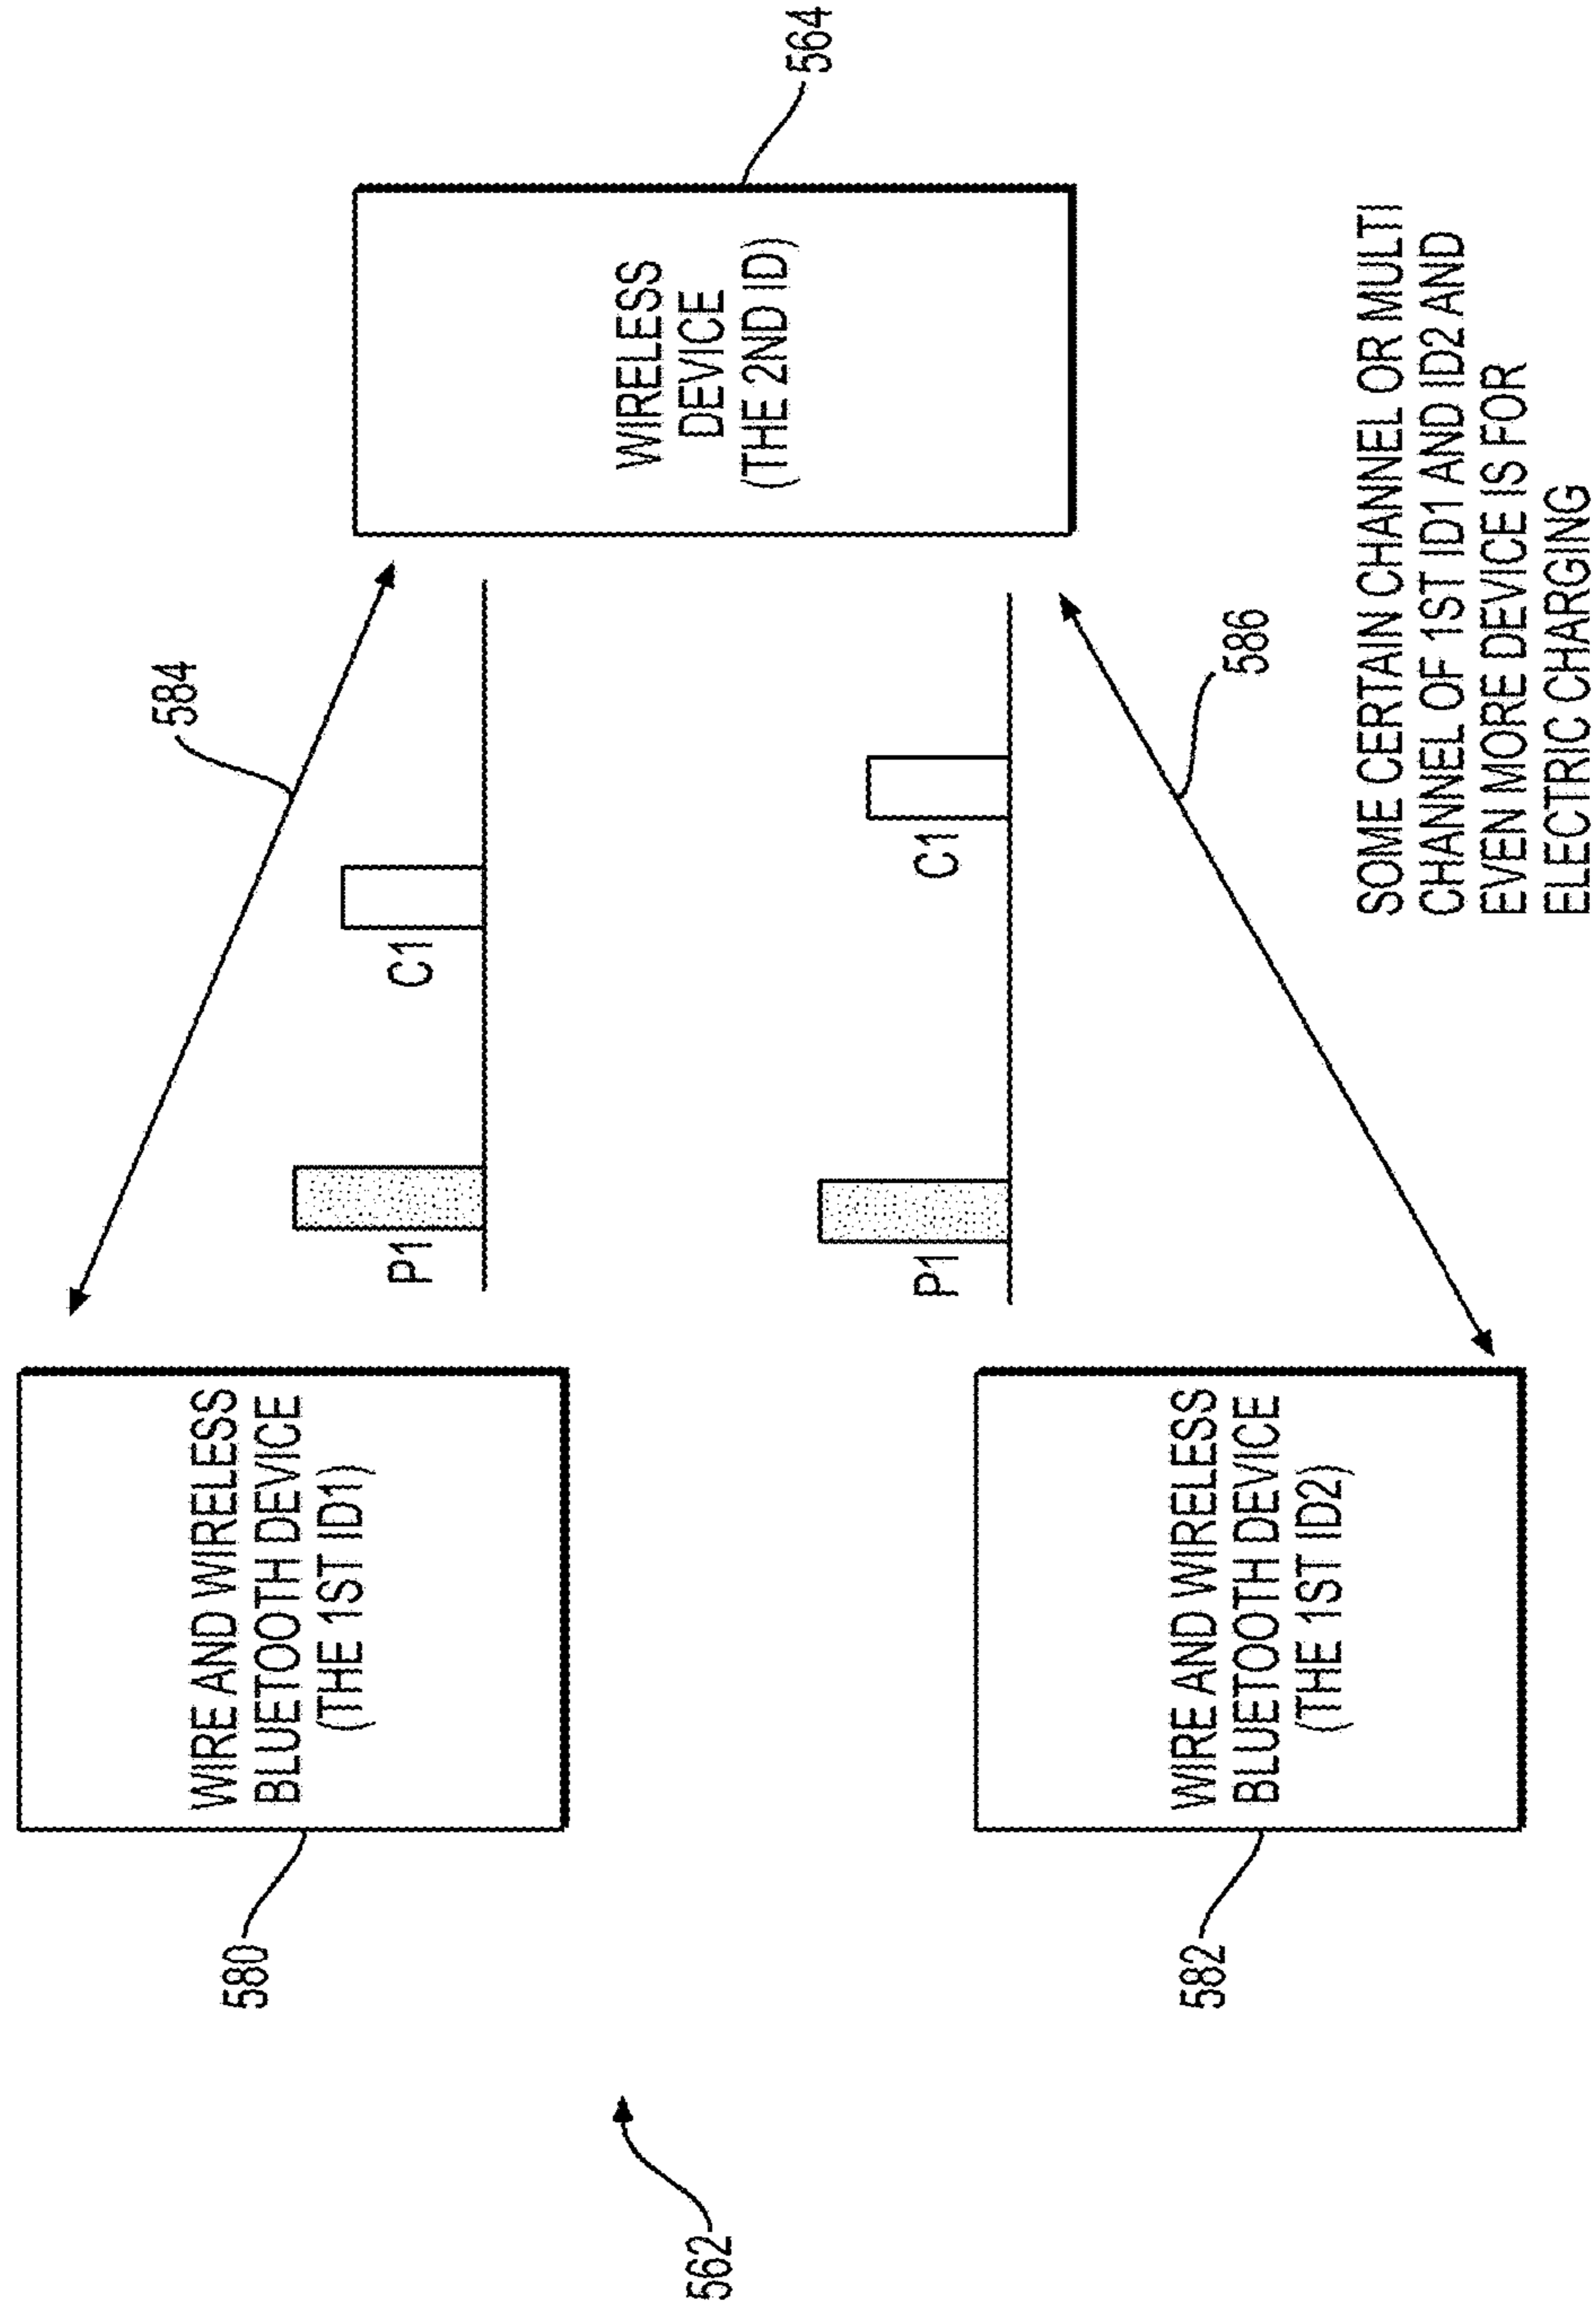 580
WIRE AND WIRELESS
BLUETOOTH DEVICE
(THE 1ST ID1)
584
P1
C1
WIRELESS
DEVICE
(THE 2ND ID)
564
562
P1
C1
582
WIRE AND WIRELESS
BLUETOOTH DEVICE
(THE 1ST ID2)
586
SOME CERTAIN CHANNEL OR MULTI
CHANNEL OF 1ST ID1 AND ID2 AND
EVEN MORE DEVICE IS FOR
ELECTRIC CHARGING